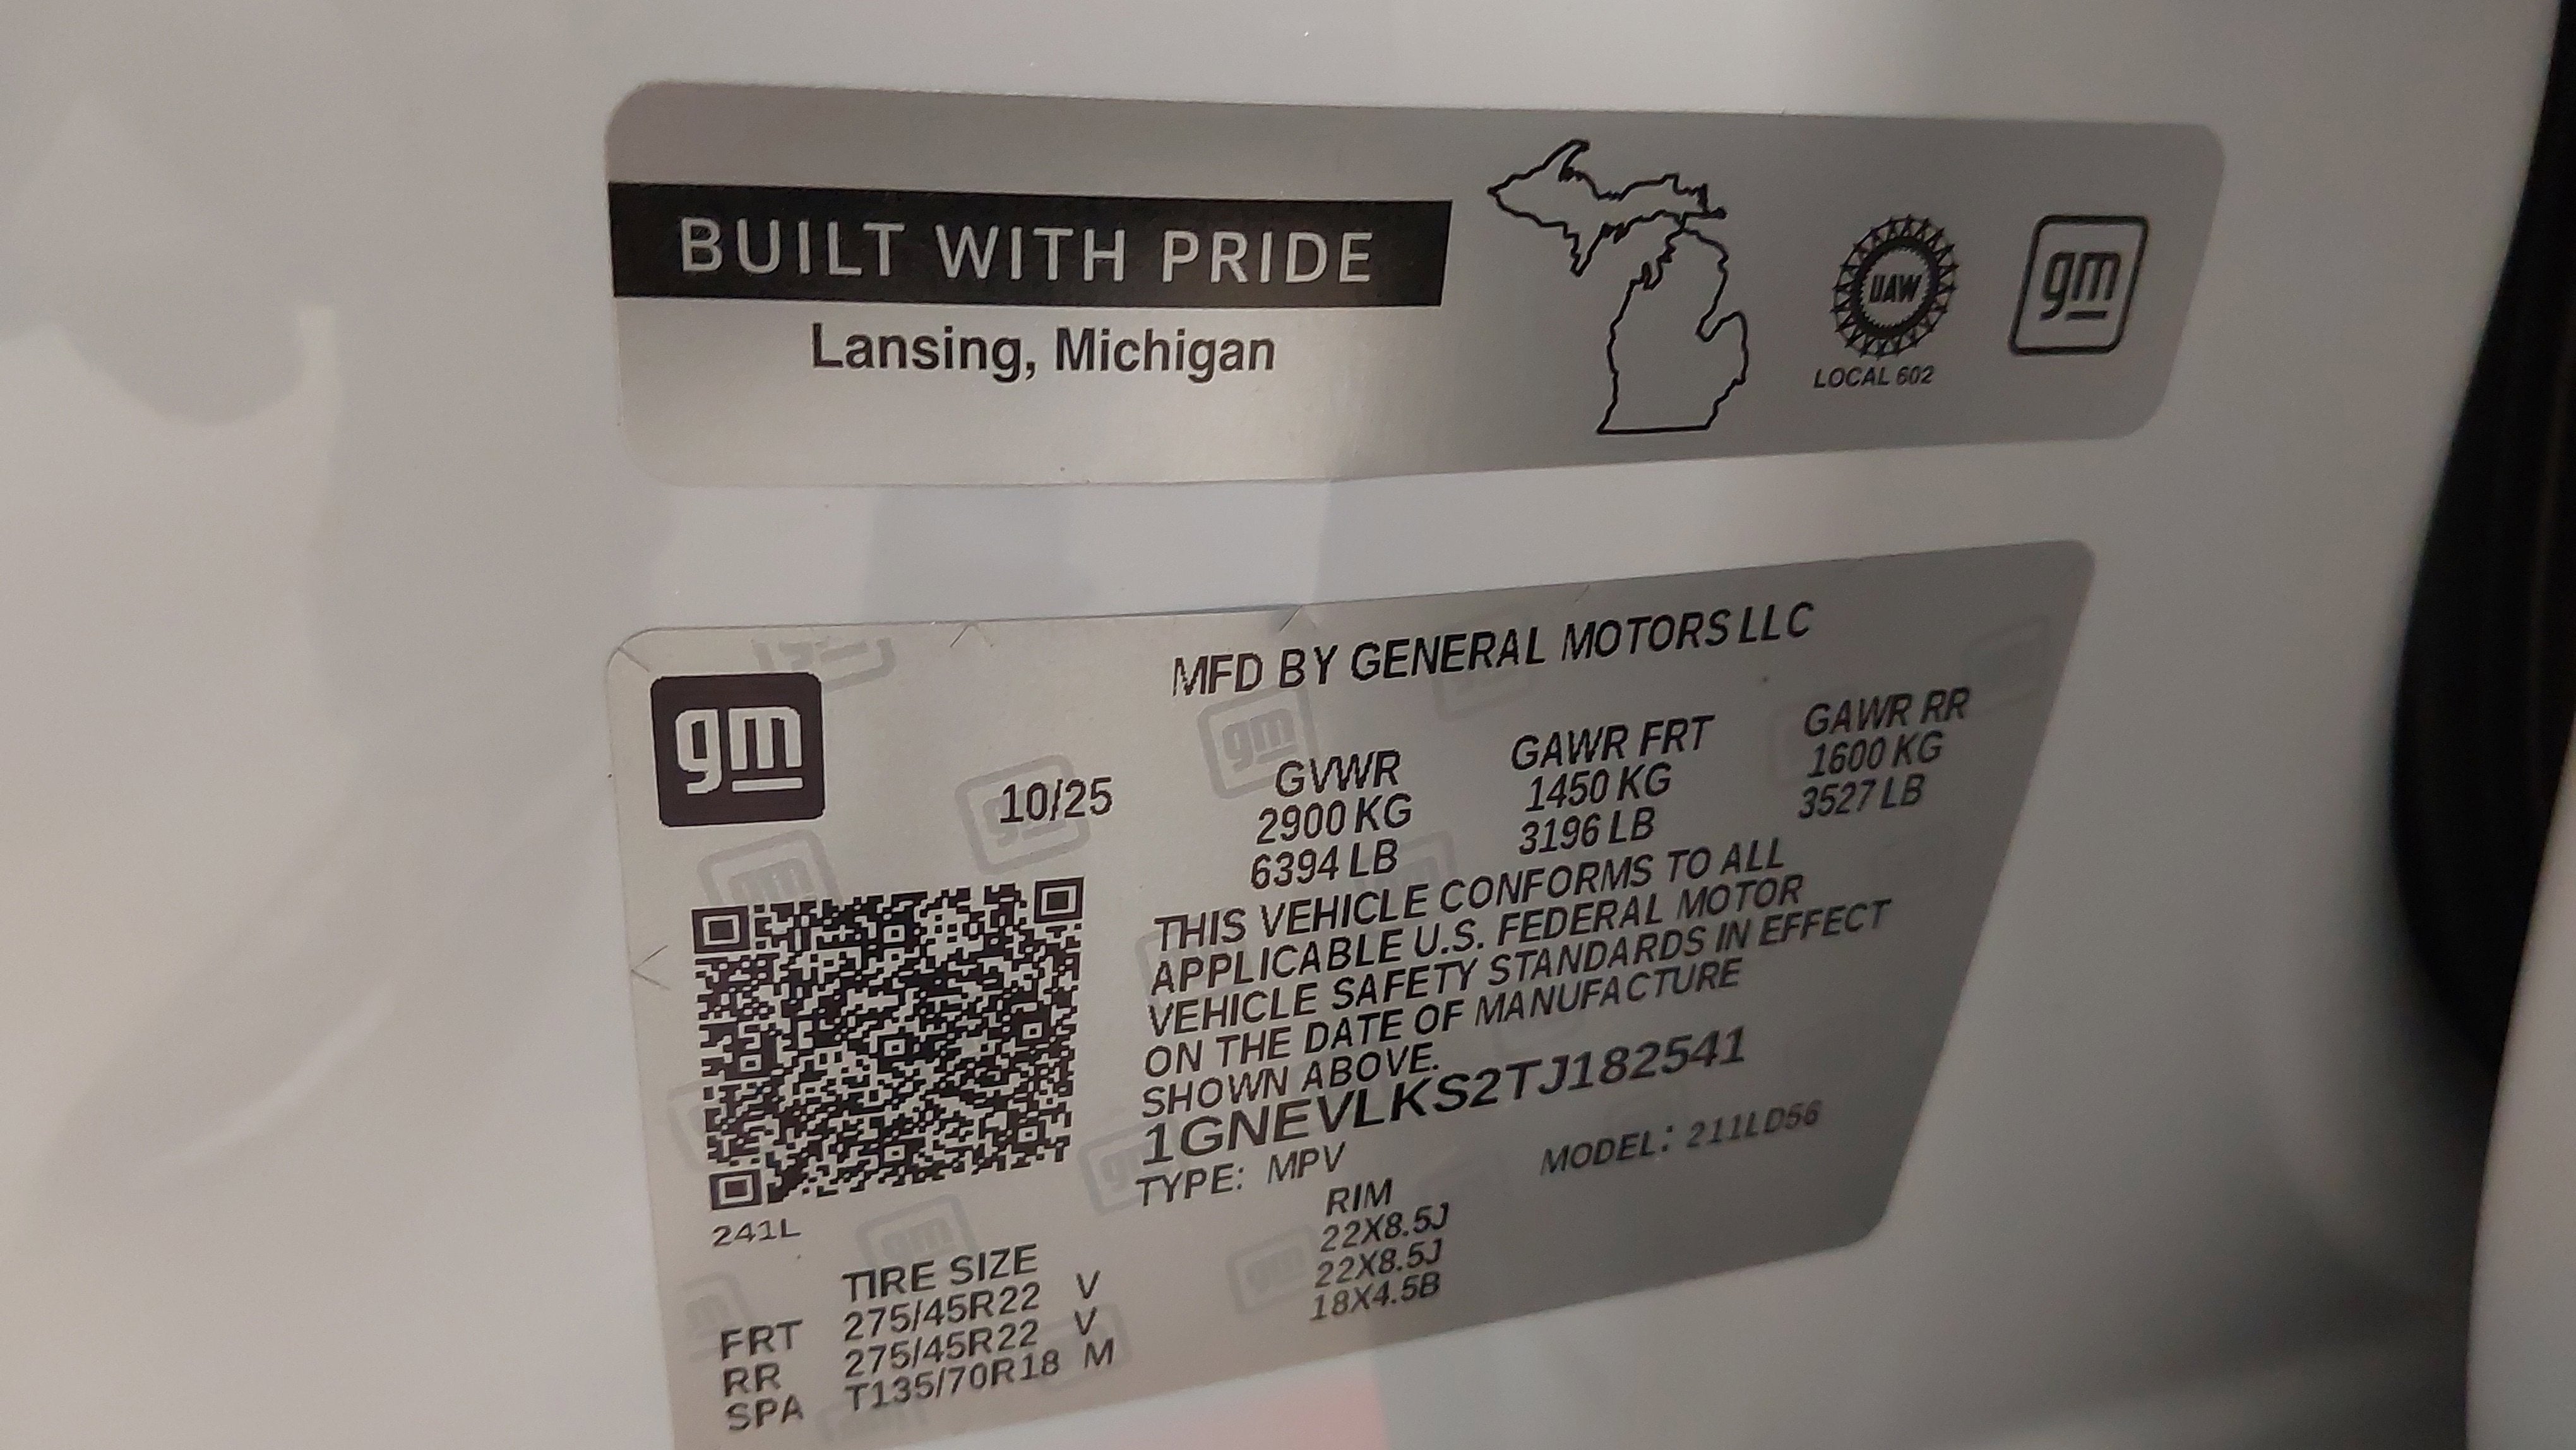 BUILT WITH PRIDE
Lansing, Michigan
UAW
LOCAL 602
gm
gm
MFD BY GENERAL MOTORS LLC
10/25
GVWR GAWR FRT GAWR RR
2900 KG 1450 KG 1600 KG
6394 LB 3196 LB 3527 LB
THIS VEHICLE CONFORMS TO ALL
APPLICABLE U.S. FEDERAL MOTOR
VEHICLE SAFETY STANDARDS IN EFFECT
ON THE DATE OF MANUFACTURE
SHOWN ABOVE.
1GNEVLKS2TJ182541
TYPE: MPV MODEL: 211LD56
241L
TIRE SIZE RIM
FRT 275/45R22 V 22X8.5J
RR 275/45R22 V 22X8.5J
SPA T135/70R18 M 18X4.5B